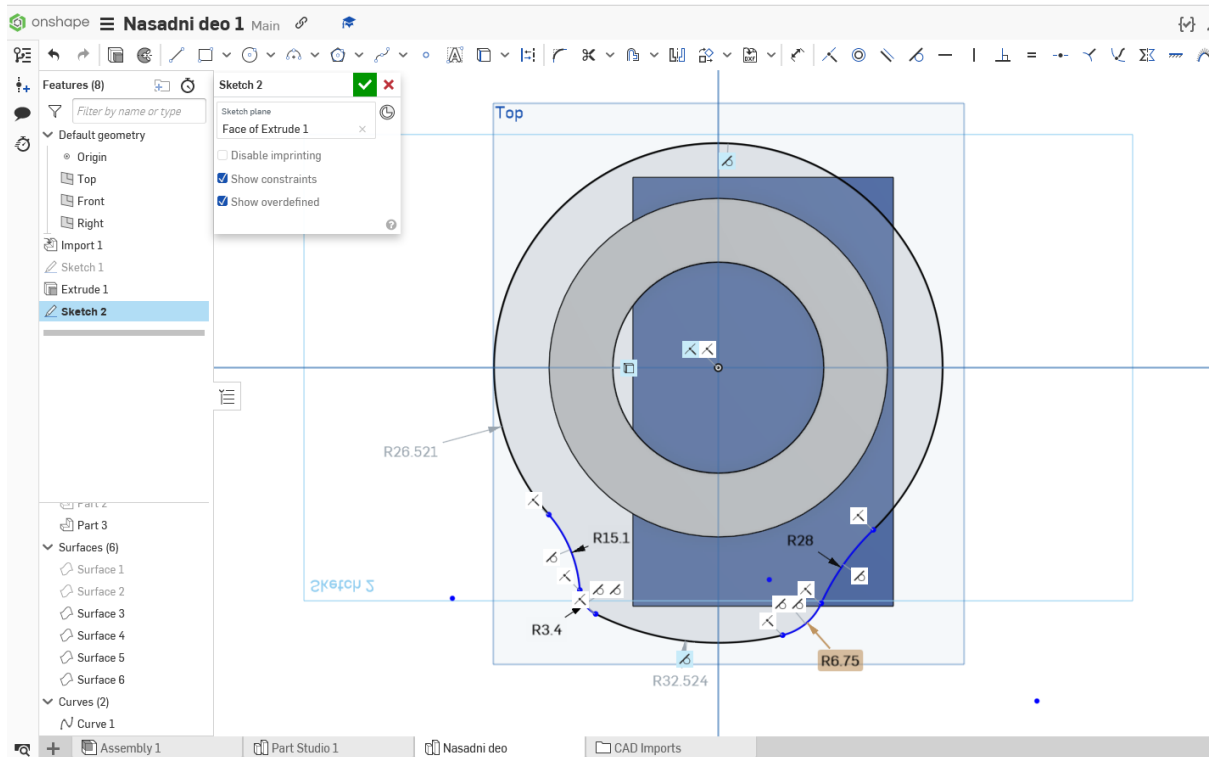 onshape Nasadni deo 1 Main
Features (8)
Filter by name or type
Default geometry
Origin
Top
Front
Right
Import 1
Sketch 1
Extrude 1
Sketch 2
Part 2
Part 3
Surfaces (6)
Surface 1
Surface 2
Surface 3
Surface 4
Surface 5
Surface 6
Curves (2)
Curve 1
Sketch 2
Sketch plane
Face of Extrude 1
Disable imprinting
Show constraints
Show overdefined
Top
R26.521
R15.1
R28
Sketch 2
R3.4
R6.75
R32.524
Assembly 1 Part Studio 1 Nasadni deo CAD Imports